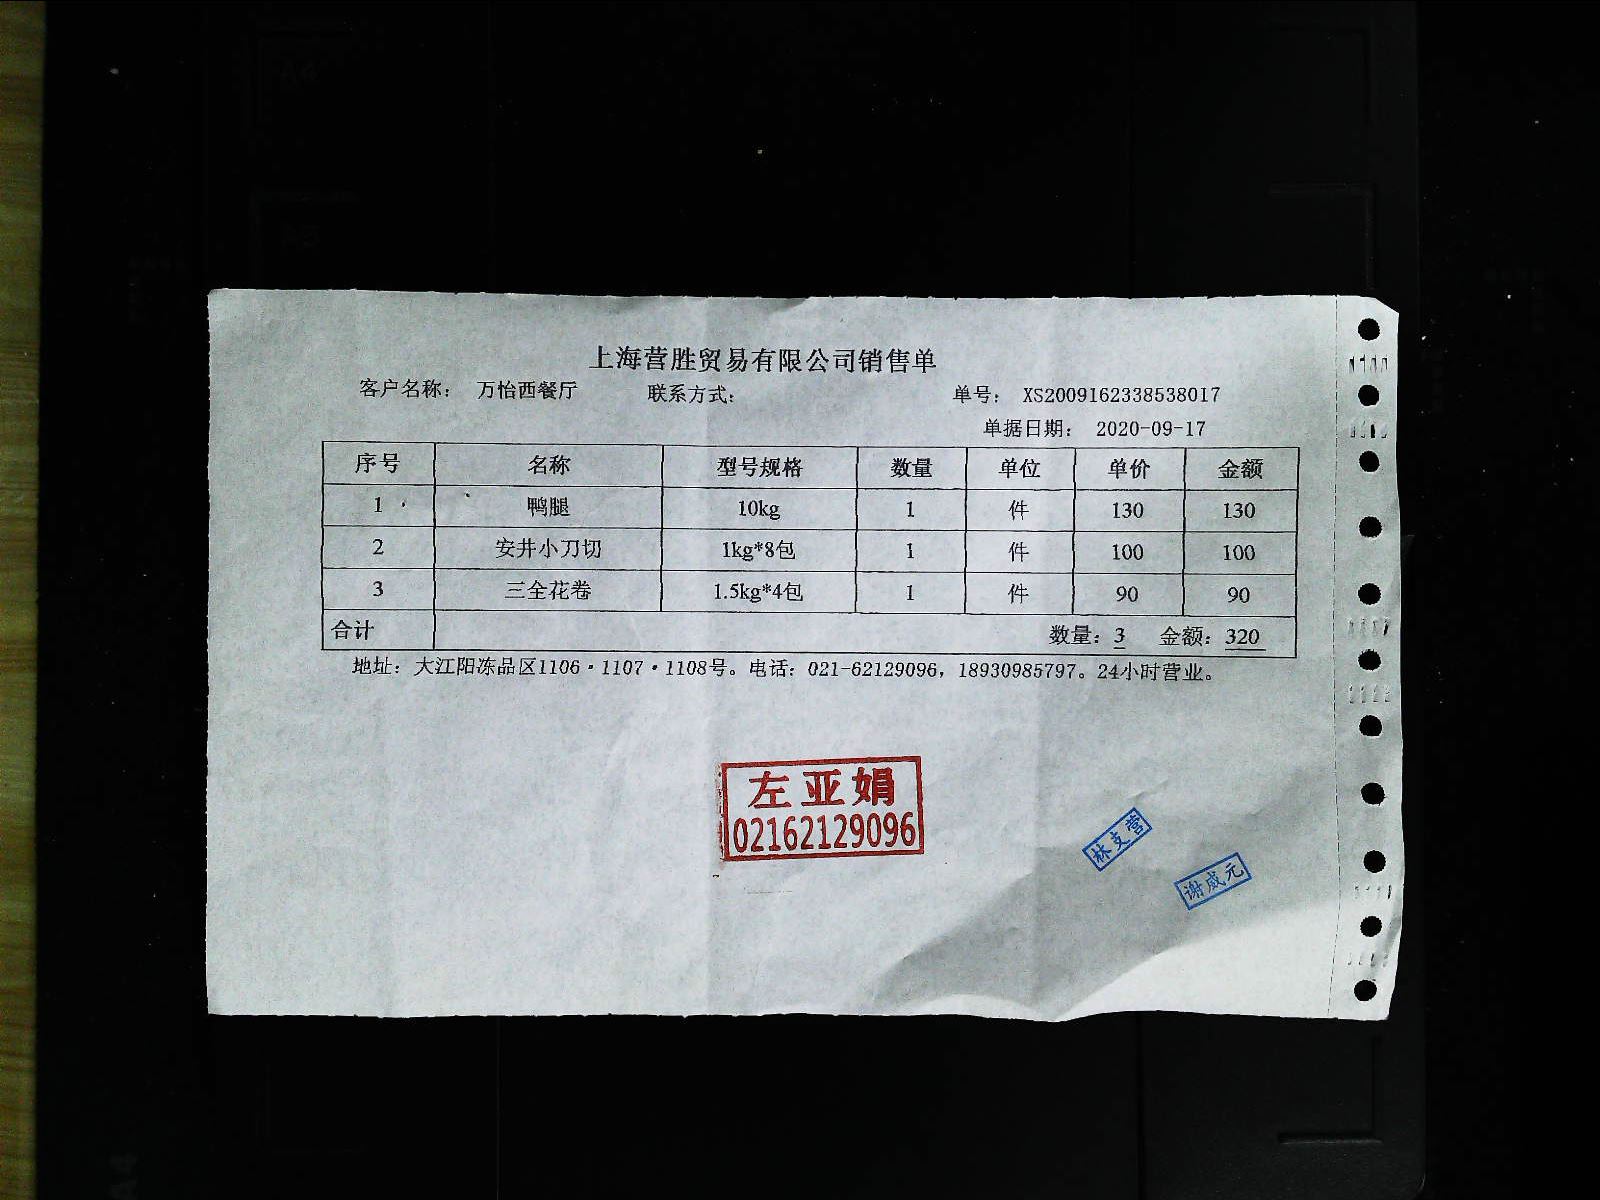 上海营胜贸易有限公司销售单
客户名称： 万怡西餐厅 联系方式： 单号： XS2009162338538017
单据日期： 2020-09-17
序号 名称 型号规格 数量 单位 单价 金额
1 鸭腿 10kg 1 件 130 130
2 安井小刀切 1kg*8包 1 件 100 100
3 三全花卷 1.5kg*4包 1 件 90 90
合计 数量：3 金额：320
地址：大江阳冻品区1106·1107·1108号。电话：021-62129096，18930985797。24小时营业。
左亚娟
02162129096
林支营
谢威元